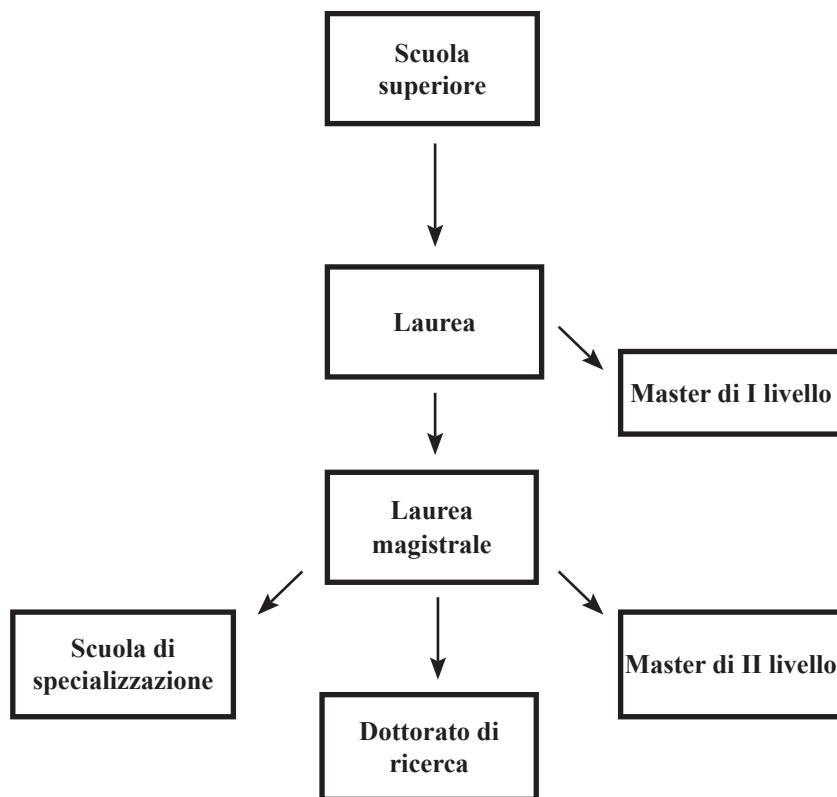 Scuola
superiore
Laurea
Master di I livello
Laurea
magistrale
Scuola di
specializzazione
Master di II livello
Dottorato di
ricerca